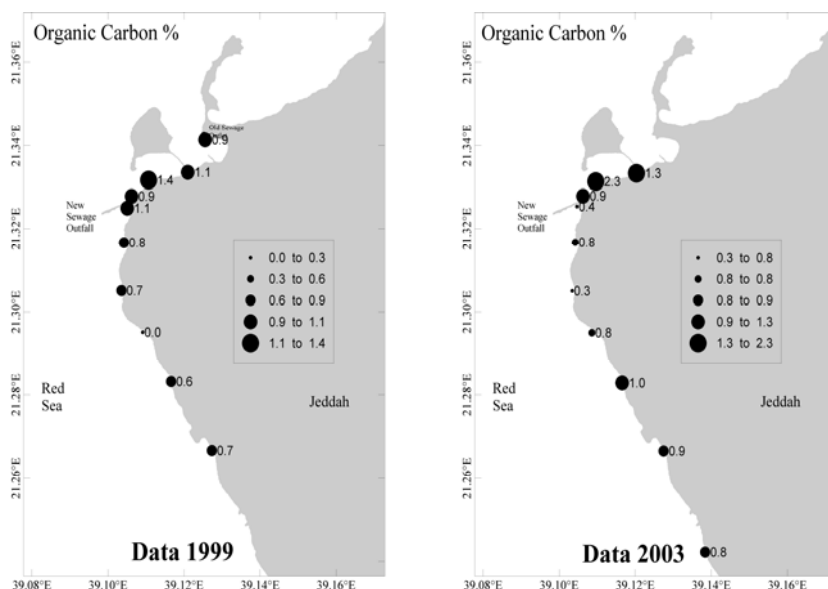 Organic Carbon %
21.36°E
21.34°E
21.32°E
21.30°E
21.28°E
21.26°E
Old Sewage
0.9
1.1
1.4
0.9
1.1
New
Sewage
Outfall
0.8
0.7
0.0
0.6
0.7
0.0 to 0.3
0.3 to 0.6
0.6 to 0.9
0.9 to 1.1
1.1 to 1.4
Red
Sea
Jeddah
Data 1999
39.08°E 39.10°E 39.12°E 39.14°E 39.16°E
Organic Carbon %
21.36°E
21.34°E
21.32°E
21.30°E
21.28°E
21.26°E
1.3
2.3
0.9
0.4
New
Sewage
Outfall
0.8
0.3
0.8
1.0
0.9
0.8
0.3 to 0.8
0.8 to 0.8
0.8 to 0.9
0.9 to 1.3
1.3 to 2.3
Red
Sea
Jeddah
Data 2003
39.08°E 39.10°E 39.12°E 39.14°E 39.16°E